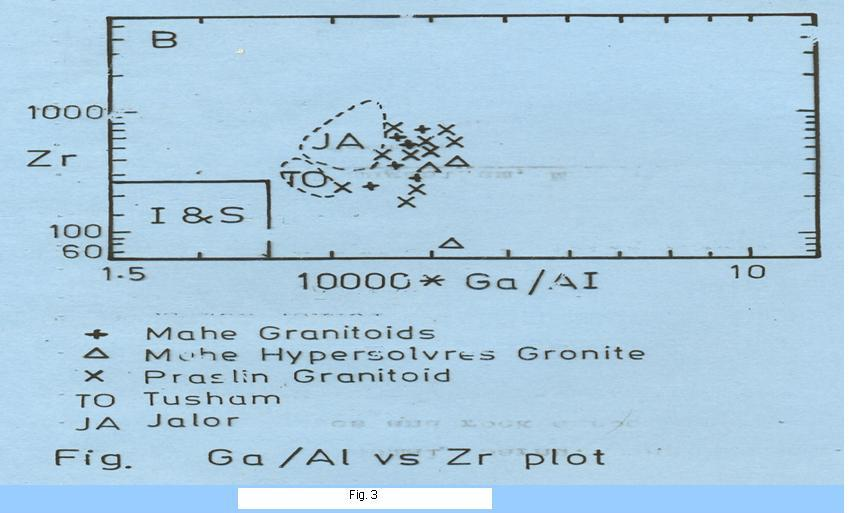 B
1000
Zr
JA
TO
I & S
100
60
1.5
10
10000* Ga/Al
+ Mahe Granitoids
△ Mahe Hypersolvres Gronite
× Praslin Granitoid
TO Tusham
JA Jalor
Fig. Ga/Al vs Zr plot
Fig. 3